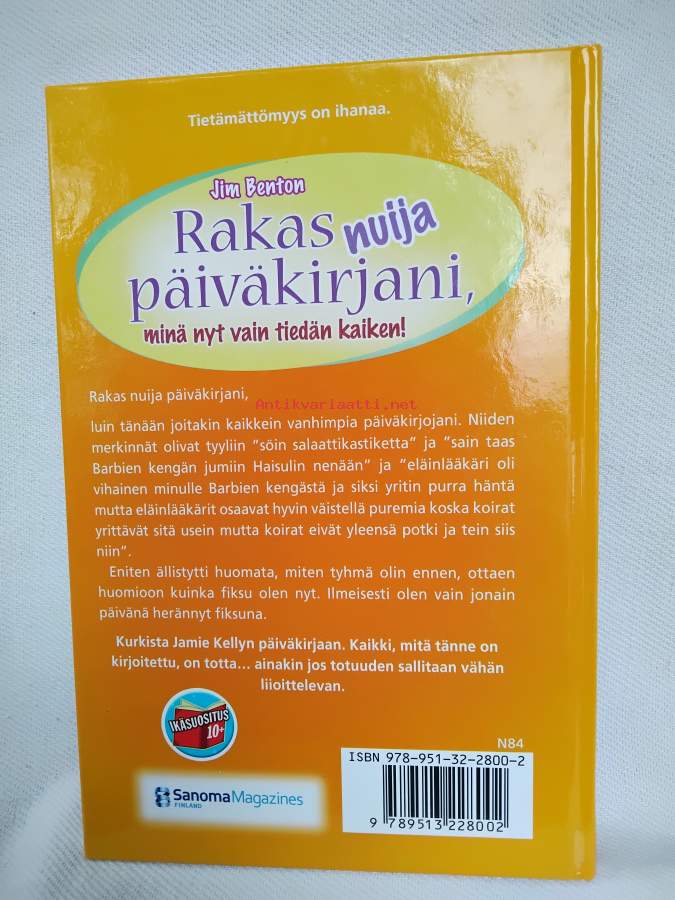 Tietämättömyys on ihanaa.
Jim Benton
Rakas nuija
päiväkirjani,
minä nyt vain tiedän kaiken!
Rakas nuija päiväkirjani,
Antikvariaatti.net
luin tänään joitakin kaikkein vanhimpia päiväkirjojani. Niiden
merkinnät olivat tyyliin ”söin salaattikastiketta” ja ”sain taas
Barbien kengän jumiin Haisulin nenään” ja ”eläinlääkäri oli
vihainen minulle Barbien kengästä ja siksi yritin purra häntä
mutta eläinlääkärit osaavat hyvin väistellä puremia koska koirat
yrittävät sitä usein mutta koirat eivät yleensä potki ja tein siis
niin”.
Eniten ällistytti huomata, miten tyhmä olin ennen, ottaen
huomioon kuinka fiksu olen nyt. Ilmeisesti olen vain jonain
päivänä herännyt fiksuna.
Kurkista Jamie Kellyn päiväkirjaan. Kaikki, mitä tänne on
kirjoitettu, on totta… ainakin jos totuuden sallitaan vähän
liioittelevan.
IKÄSUOSITUS
10+
N84
ISBN 978-951-32-2800-2
SanomaMagazines
FINLAND
9 789513 228002